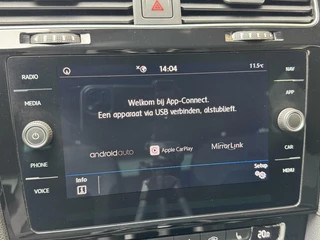 RADIO
MEDIA
PHONE
VOICE
14:04
11.5°C
Welkom bij App-Connect.
Een apparaat via USB verbinden, alstublieft.
androidauto
Apple CarPlay
MirrorLink
Info
Setup
NAV
APP
CAR
MENU